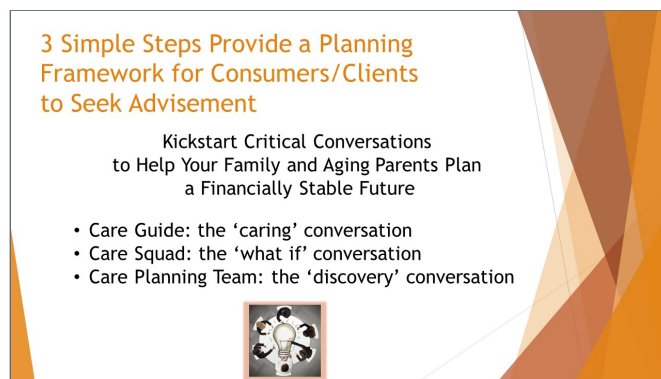 3 Simple Steps Provide a Planning
Framework for Consumers/Clients
to Seek Advisement
Kickstart Critical Conversations
to Help Your Family and Aging Parents Plan
a Financially Stable Future
• Care Guide: the ‘caring’ conversation
• Care Squad: the ‘what if’ conversation
• Care Planning Team: the ‘discovery’ conversation